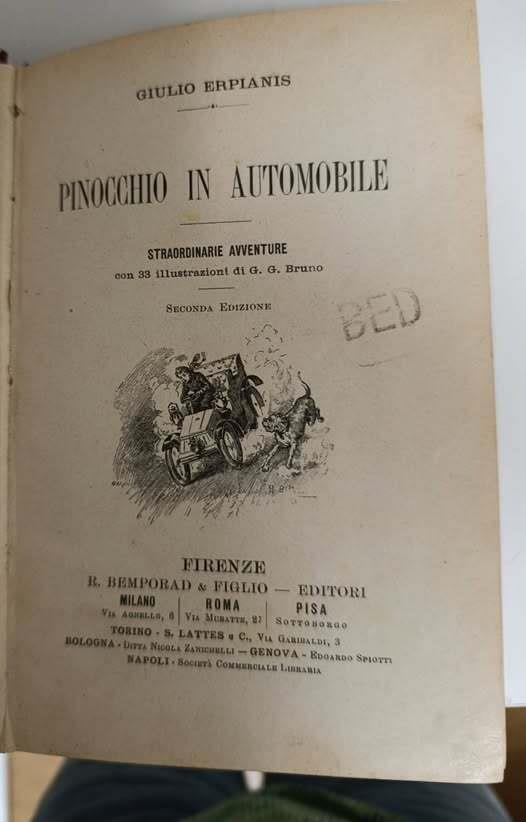 GIULIO ERPIANIS
PINOCCHIO IN AUTOMOBILE
STRAORDINARIE AVVENTURE
con 33 illustrazioni di G. G. Bruno
SECONDA EDIZIONE
BED
FIRENZE
R. BEMPORAD & FIGLIO — EDITORI
MILANO ROMA PISA
VIA AGNELLO, 6 VIA MURATTE, 27 SOTTOBORGO
TORINO - S. LATTES e C., VIA GARIBALDI, 3
BOLOGNA - DITTA NICOLA ZANICHELLI — GENOVA - EDOARDO SPIOTTI
NAPOLI - SOCIETÀ COMMERCIALE LIBRARIA